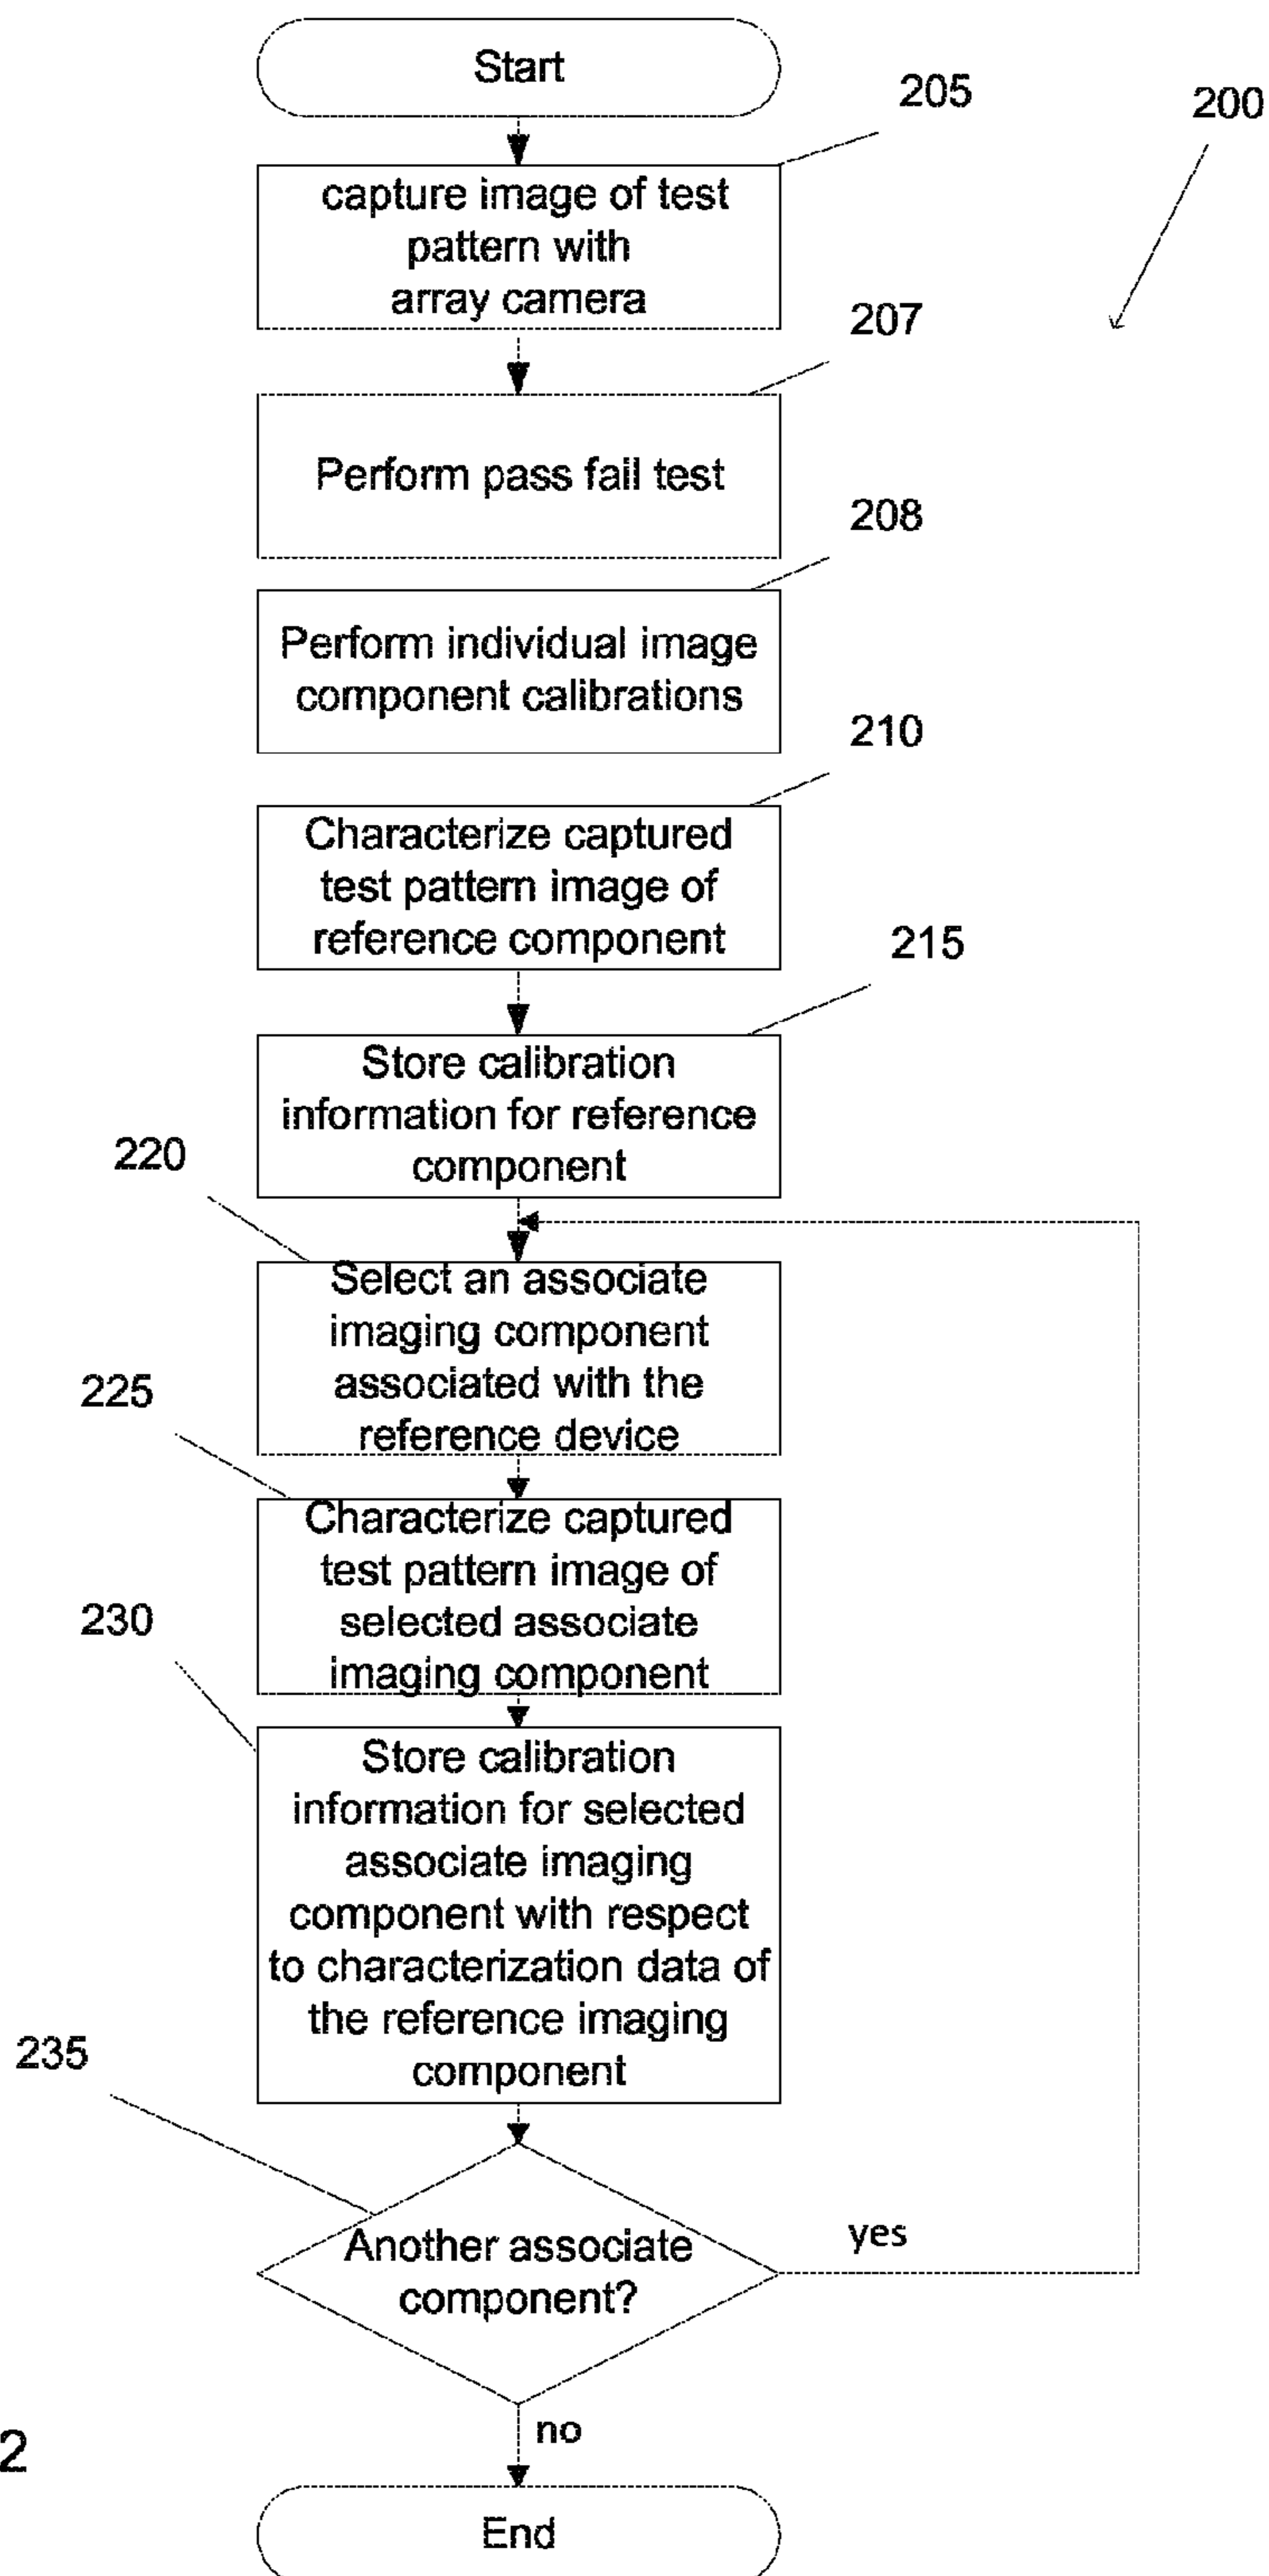 Start
205
200
capture image of test
pattern with
array camera
207
Perform pass fail test
208
Perform individual image
component calibrations
210
Characterize captured
test pattern image of
reference component
215
Store calibration
information for reference
component
220
Select an associate
imaging component
associated with the
reference device
225
Characterize captured
test pattern image of
selected associate
imaging component
230
Store calibration
information for selected
associate imaging
component with respect
to characterization data of
the reference imaging
component
235
Another associate
component?
yes
no
2
End